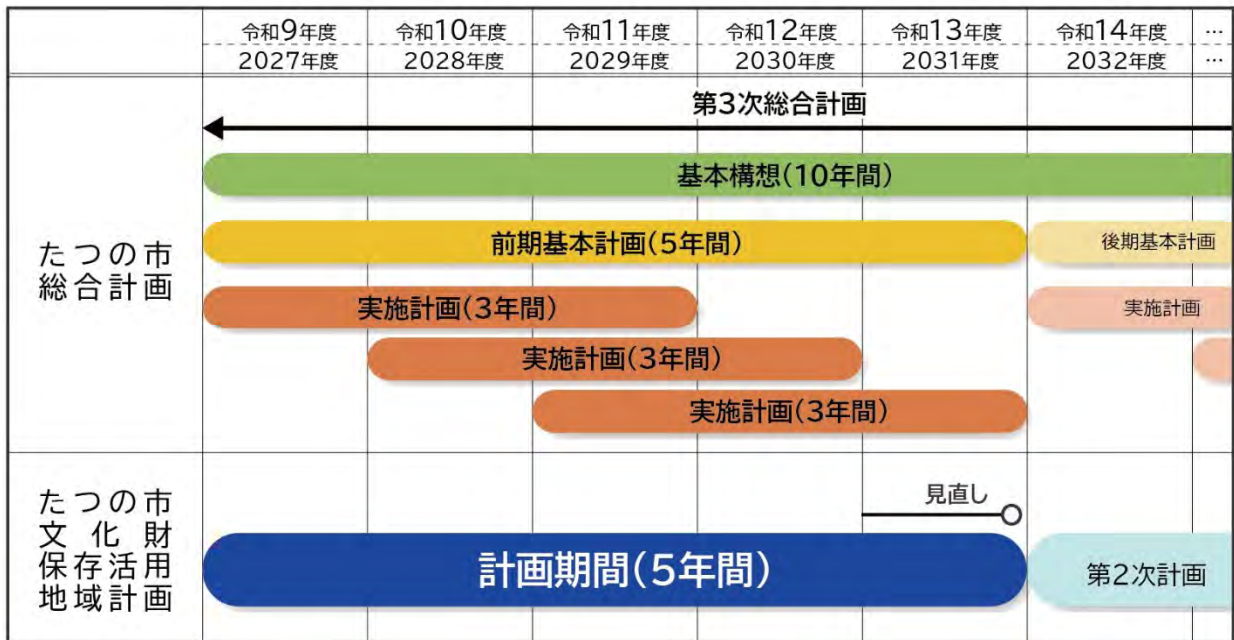 令和9年度 令和10年度 令和11年度 令和12年度 令和13年度 令和14年度 …
2027年度 2028年度 2029年度 2030年度 2031年度 2032年度 …
たつの市
総合計画
第3次総合計画
基本構想(10年間)
前期基本計画(5年間) 後期基本計画
実施計画(3年間) 実施計画
実施計画(3年間)
実施計画(3年間)
たつの市
文化財
保存活用
地域計画
見直し
計画期間(5年間) 第2次計画